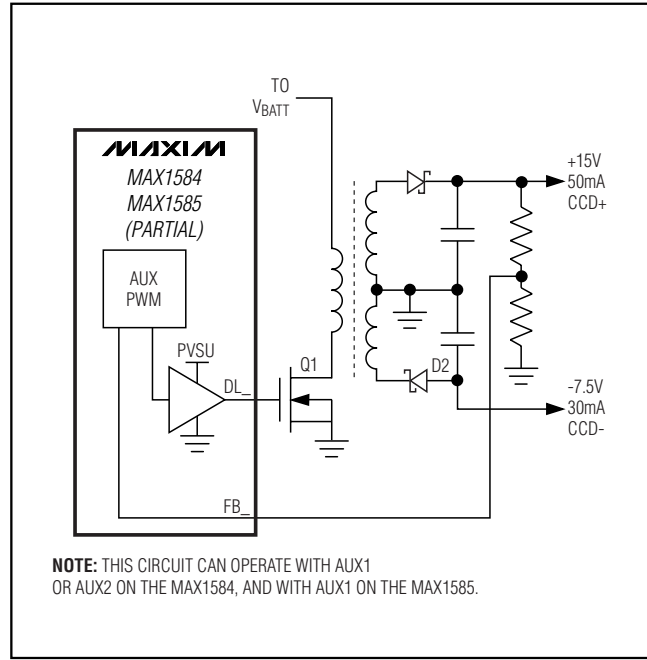 TO
VBATT
MAXIM
MAX1584
MAX1585
(PARTIAL)
AUX
PWM
PVSU
DL_
Q1
D2
FB_
+15V
50mA
CCD+
-7.5V
30mA
CCD-
NOTE: THIS CIRCUIT CAN OPERATE WITH AUX1
OR AUX2 ON THE MAX1584, AND WITH AUX1 ON THE MAX1585.